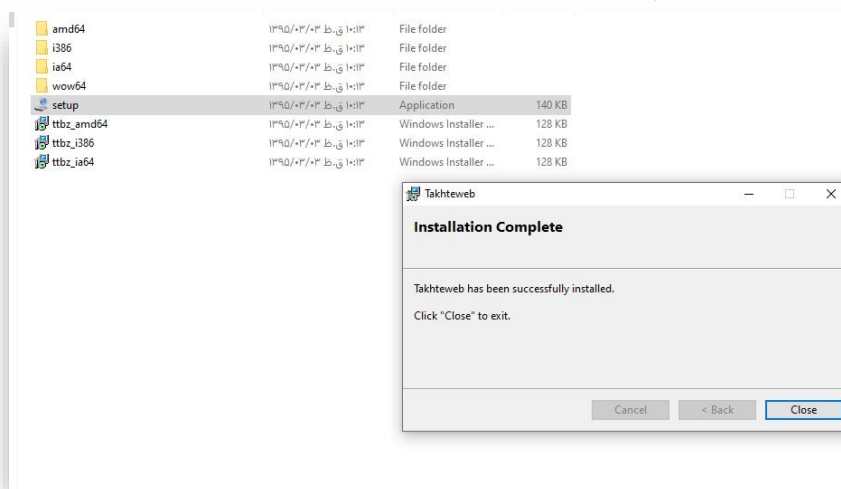 amd64 ۱۳۹۵/۰۳/۰۳ ق.ظ ۱۰:۱۳ File folder
i386 ۱۳۹۵/۰۳/۰۳ ق.ظ ۱۰:۱۳ File folder
ia64 ۱۳۹۵/۰۳/۰۳ ق.ظ ۱۰:۱۳ File folder
wow64 ۱۳۹۵/۰۳/۰۳ ق.ظ ۱۰:۱۳ File folder
setup ۱۳۹۵/۰۳/۰۳ ق.ظ ۱۰:۱۳ Application 140 KB
ttbz_amd64 ۱۳۹۵/۰۳/۰۳ ق.ظ ۱۰:۱۳ Windows Installer ... 128 KB
ttbz_i386 ۱۳۹۵/۰۳/۰۳ ق.ظ ۱۰:۱۳ Windows Installer ... 128 KB
ttbz_ia64 ۱۳۹۵/۰۳/۰۳ ق.ظ ۱۰:۱۳ Windows Installer ... 128 KB
Takhteweb
Installation Complete
Takhteweb has been successfully installed.
Click "Close" to exit.
Cancel < Back Close